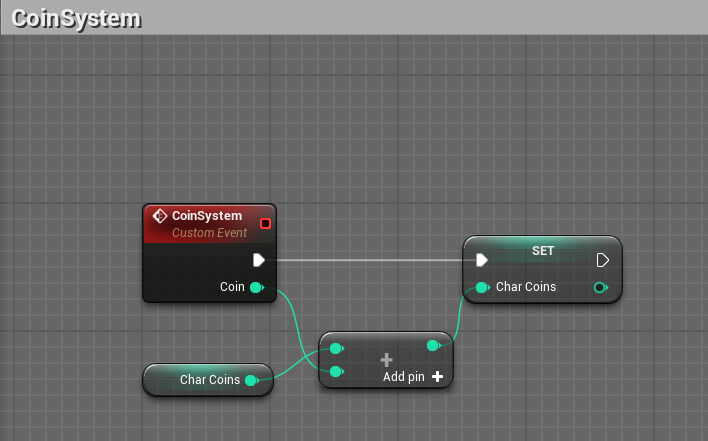 CoinSystem
CoinSystem
Custom Event
Coin
SET
Char Coins
Char Coins
Add pin